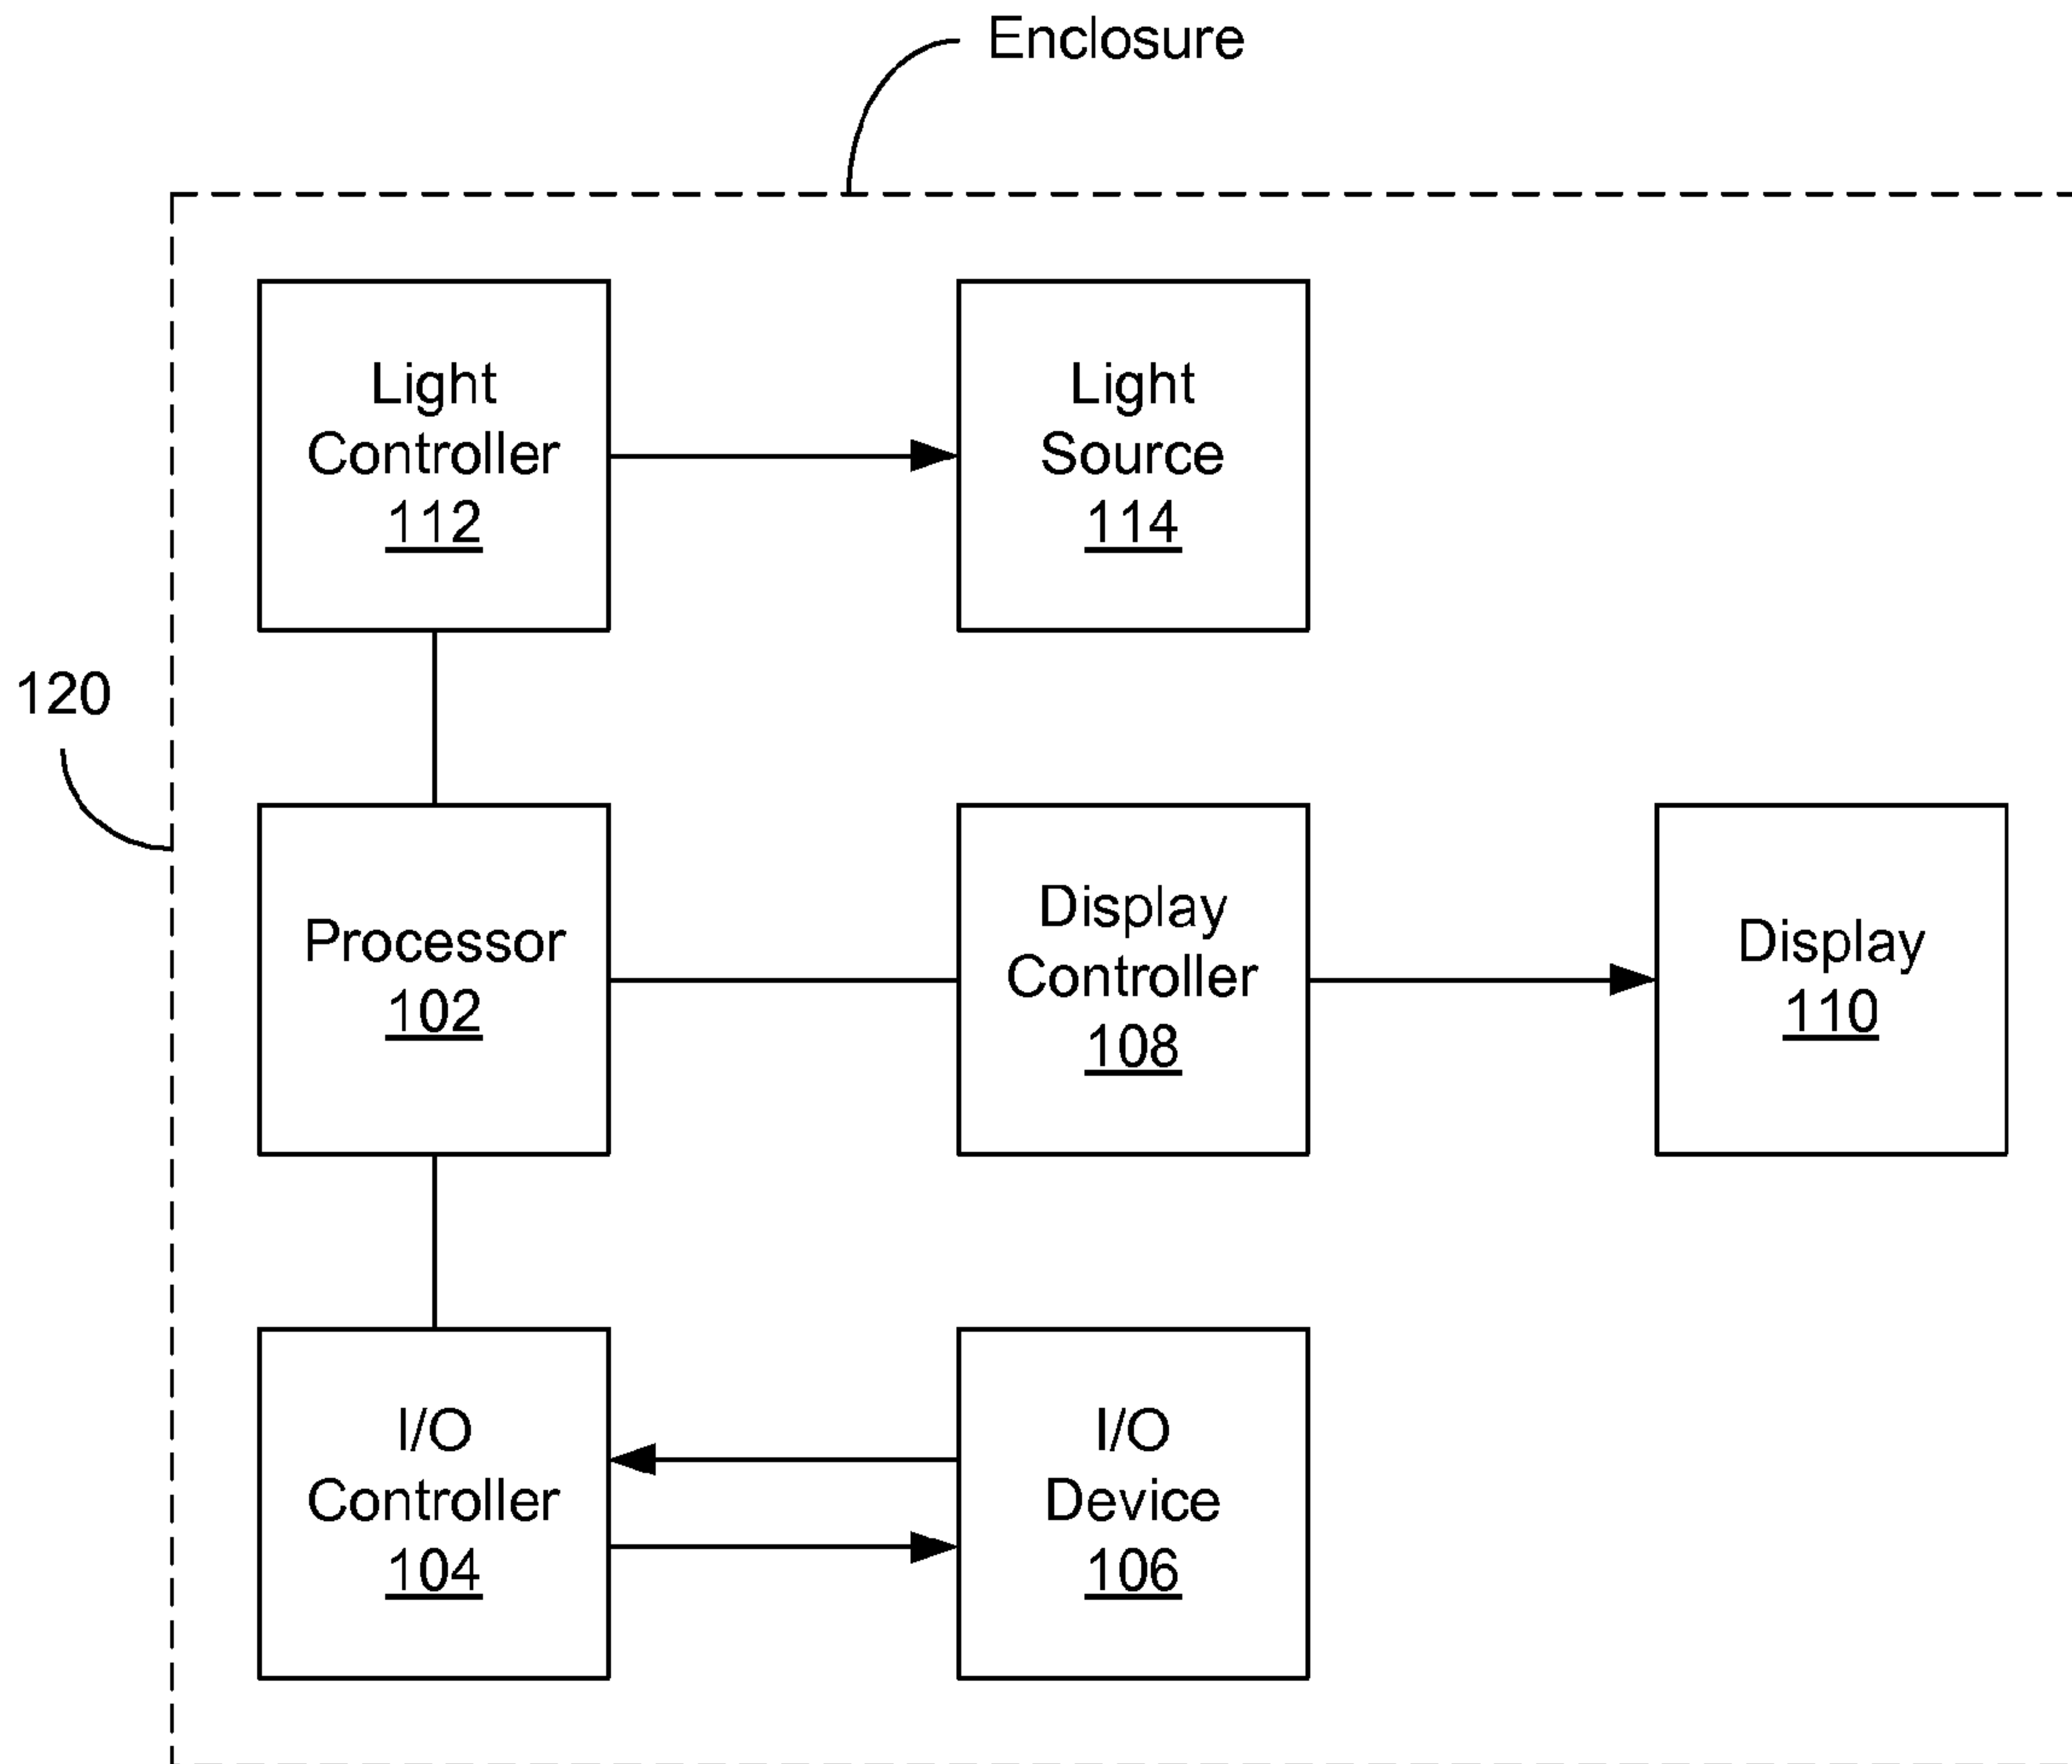 Enclosure
Light
Controller
112
Light
Source
114
120
Processor
102
Display
Controller
108
Display
110
I/O
Controller
104
I/O
Device
106